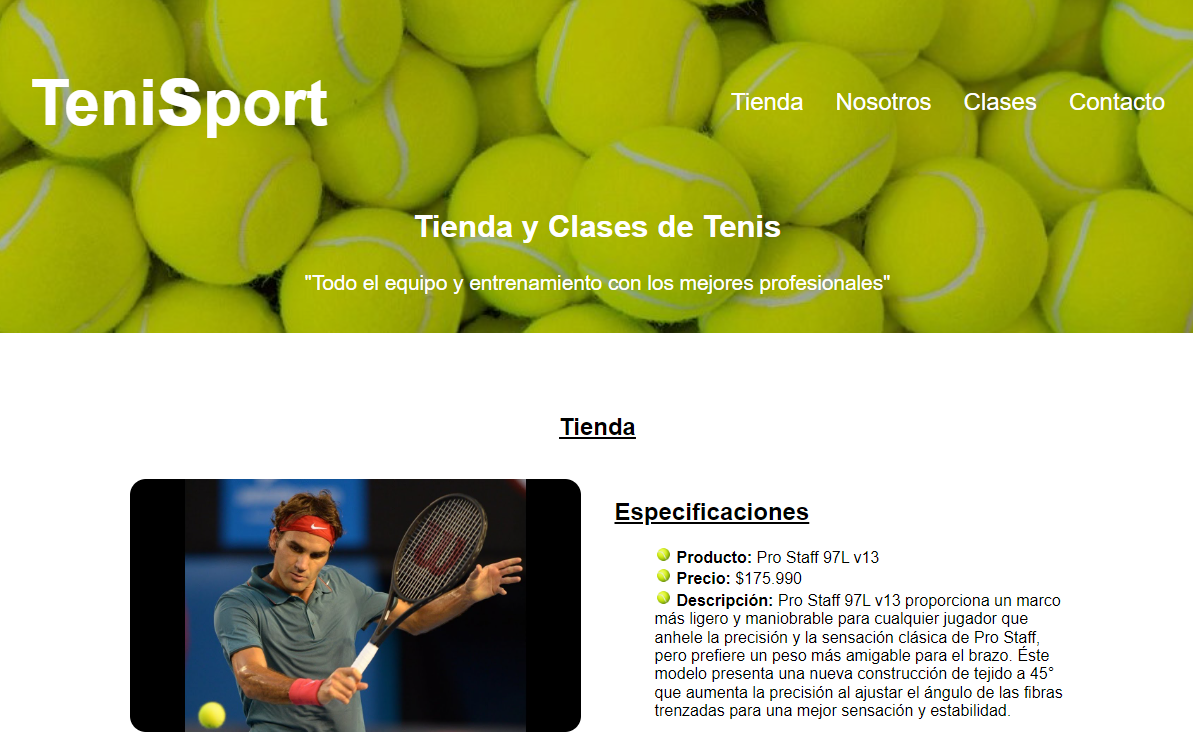 TeniSport
Tienda Nosotros Clases Contacto
Tienda y Clases de Tenis
"Todo el equipo y entrenamiento con los mejores profesionales"
Tienda
Especificaciones
Producto: Pro Staff 97L v13
Precio: $175.990
Descripción: Pro Staff 97L v13 proporciona un marco
más ligero y maniobrable para cualquier jugador que
anhele la precisión y la sensación clásica de Pro Staff,
pero prefiere un peso más amigable para el brazo. Éste
modelo presenta una nueva construcción de tejido a 45°
que aumenta la precisión al ajustar el ángulo de las fibras
trenzadas para una mejor sensación y estabilidad.